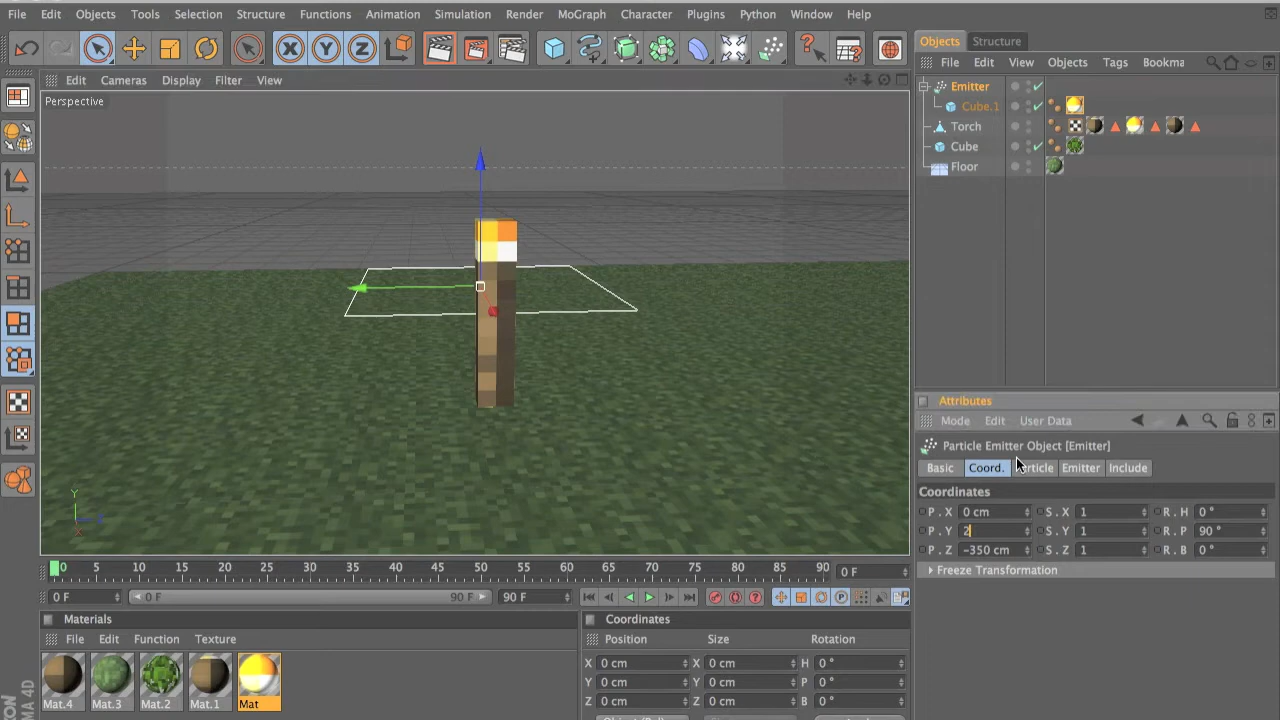 File Edit Objects Tools Selection Structure Functions Animation Simulation Render MoGraph Character Plugins Python Window Help
X Y Z
Objects Structure
File Edit View Objects Tags Bookma
Edit Cameras Display Filter View
Perspective
Emitter
Cube.1
Torch
Cube
Floor
Attributes
Mode Edit User Data
Particle Emitter Object [Emitter]
Basic Coord. Particle Emitter Include
Coordinates
P . X 0 cm S . X 1 R . H 0 °
P . Y 2 S . Y 1 R . P 90 °
P . Z -350 cm S . Z 1 R . B 0 °
Freeze Transformation
Y
X
0 5 10 15 20 25 30 35 40 45 50 55 60 65 70 75 80 85 90 0 F
0 F 0 F 90 F 90 F
Materials
File Edit Function Texture
Mat.4 Mat.3 Mat.2 Mat.1 Mat
Coordinates
Position Size Rotation
X 0 cm X 0 cm H 0 °
Y 0 cm Y 0 cm P 0 °
Z 0 cm Z 0 cm B 0 °